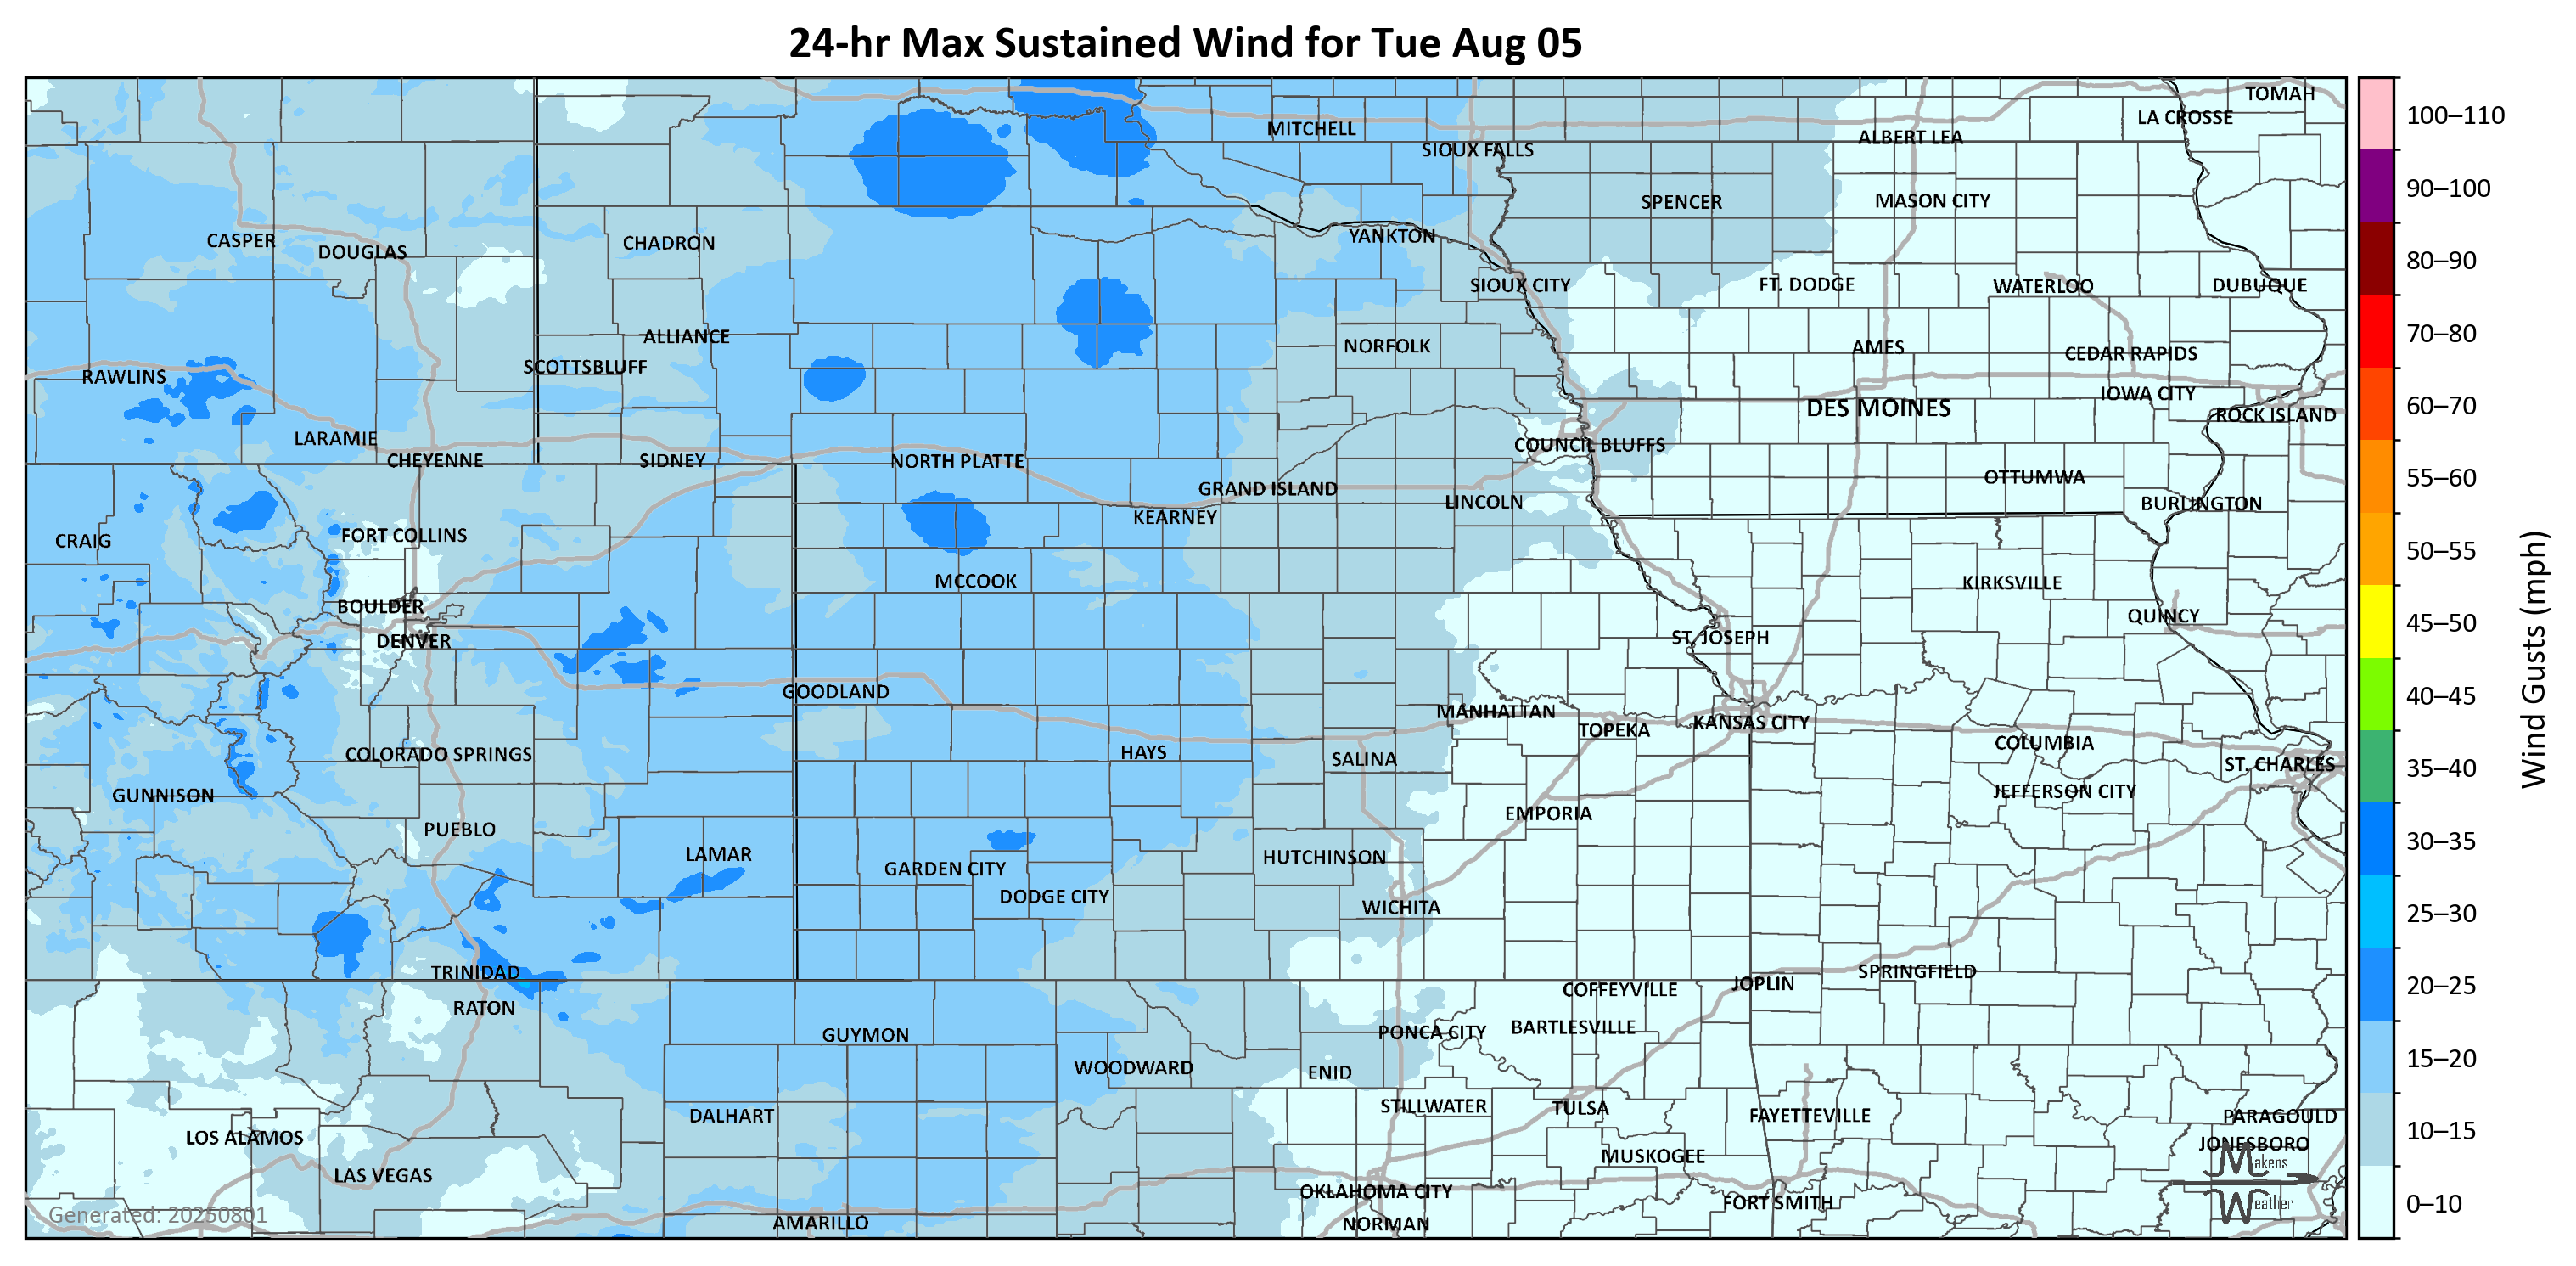 24-hr Max Sustained Wind for Tue Aug 05
TOMAH
LA CROSSE
MITCHELL
ALBERT LEA
SIOUX FALLS
SPENCER
MASON CITY
CASPER
DOUGLAS
CHADRON
YANKTON
SIOUX CITY
FT. DODGE
WATERLOO
DUBUQUE
ALLIANCE
NORFOLK
AMES
CEDAR RAPIDS
RAWLINS
SCOTTSBLUFF
IOWA CITY
DES MOINES
ROCK ISLAND
LARAMIE
COUNCIL BLUFFS
CHEYENNE
SIDNEY
NORTH PLATTE
OTTUMWA
GRAND ISLAND
LINCOLN
BURLINGTON
KEARNEY
CRAIG
FORT COLLINS
MCCOOK
KIRKSVILLE
BOULDER
QUINCY
DENVER
ST. JOSEPH
GOODLAND
MANHATTAN
TOPEKA
KANSAS CITY
COLORADO SPRINGS
HAYS
SALINA
COLUMBIA
ST. CHARLES
GUNNISON
JEFFERSON CITY
EMPORIA
PUEBLO
LAMAR
GARDEN CITY
HUTCHINSON
DODGE CITY
WICHITA
TRINIDAD
SPRINGFIELD
JOPLIN
COFFEYVILLE
RATON
GUYMON
PONCA CITY
BARTLESVILLE
WOODWARD
ENID
DALHART
STILLWATER
TULSA
FAYETTEVILLE
PARAGOULD
LOS ALAMOS
JONESBORO
LAS VEGAS
MUSKOGEE
OKLAHOMA CITY
FORT SMITH
AMARILLO
NORMAN
Generated: 20250801
Makens
Weather
100–110
90–100
80–90
70–80
60–70
55–60
50–55
45–50
40–45
35–40
30–35
25–30
20–25
15–20
10–15
0–10
Wind Gusts (mph)